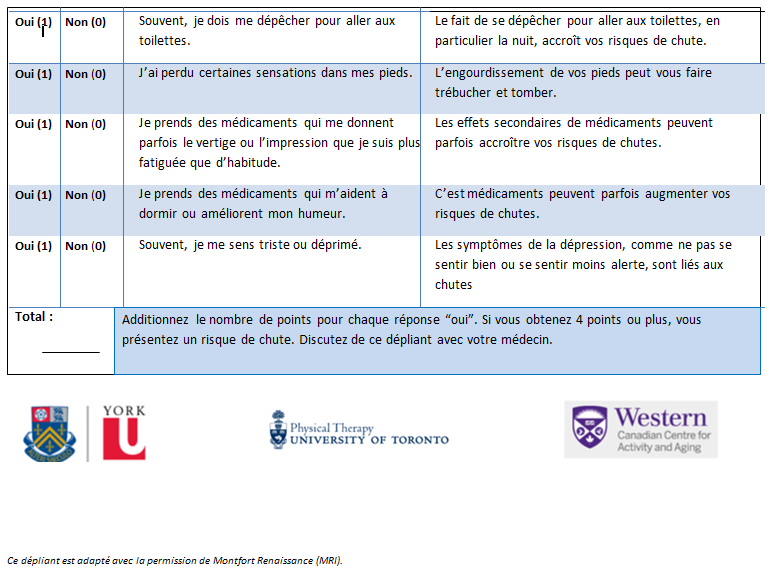 Oui (1) Non (0) Souvent, je dois me dépêcher pour aller aux Le fait de se dépêcher pour aller aux toilettes, en
toilettes. particulier la nuit, accroît vos risques de chute.
Oui (1) Non (0) J’ai perdu certaines sensations dans mes pieds. L’engourdissement de vos pieds peut vous faire
trébucher et tomber.
Oui (1) Non (0) Je prends des médicaments qui me donnent Les effets secondaires de médicaments peuvent
parfois le vertige ou l’impression que je suis plus parfois accroître vos risques de chutes.
fatiguée que d’habitude.
Oui (1) Non (0) Je prends des médicaments qui m’aident à C’est médicaments peuvent parfois augmenter vos
dormir ou améliorent mon humeur. risques de chutes.
Oui (1) Non (0) Souvent, je me sens triste ou déprimé. Les symptômes de la dépression, comme ne pas se
sentir bien ou se sentir moins alerte, sont liés aux
chutes
Total : Additionnez le nombre de points pour chaque réponse “oui”. Si vous obtenez 4 points ou plus, vous
présentez un risque de chute. Discutez de ce dépliant avec votre médecin.
YORK
U
Physical Therapy
UNIVERSITY OF TORONTO
Western
Canadian Centre for
Activity and Aging
Ce dépliant est adapté avec la permission de Montfort Renaissance (MRI).